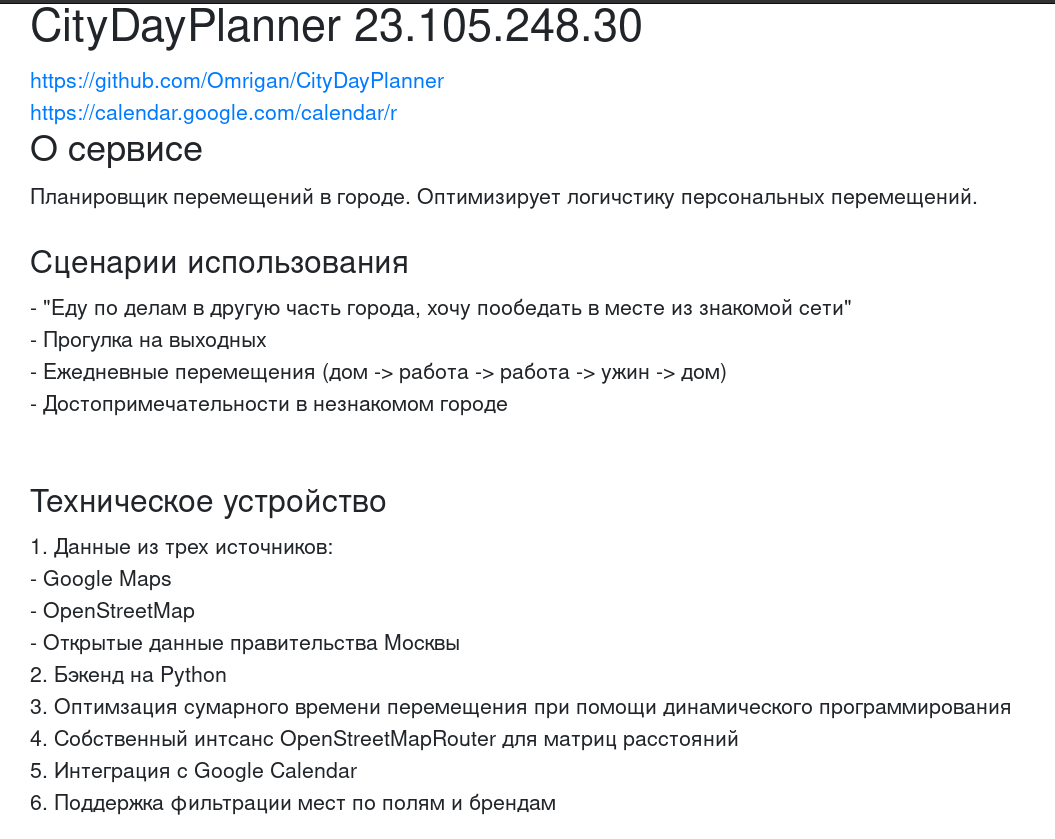 CityDayPlanner 23.105.248.30
https://github.com/Omrigan/CityDayPlanner
https://calendar.google.com/calendar/r
О сервисе
Планировщик перемещений в городе. Оптимизирует логичстику персональных перемещений.
Сценарии использования
- "Еду по делам в другую часть города, хочу пообедать в месте из знакомой сети"
- Прогулка на выходных
- Ежедневные перемещения (дом -> работа -> работа -> ужин -> дом)
- Достопримечательности в незнакомом городе
Техническое устройство
1. Данные из трех источников:
- Google Maps
- OpenStreetMap
- Открытые данные правительства Москвы
2. Бэкенд на Python
3. Оптимзация сумарного времени перемещения при помощи динамического программирования
4. Собственный интсанс OpenStreetMapRouter для матриц расстояний
5. Интеграция с Google Calendar
6. Поддержка фильтрации мест по полям и брендам